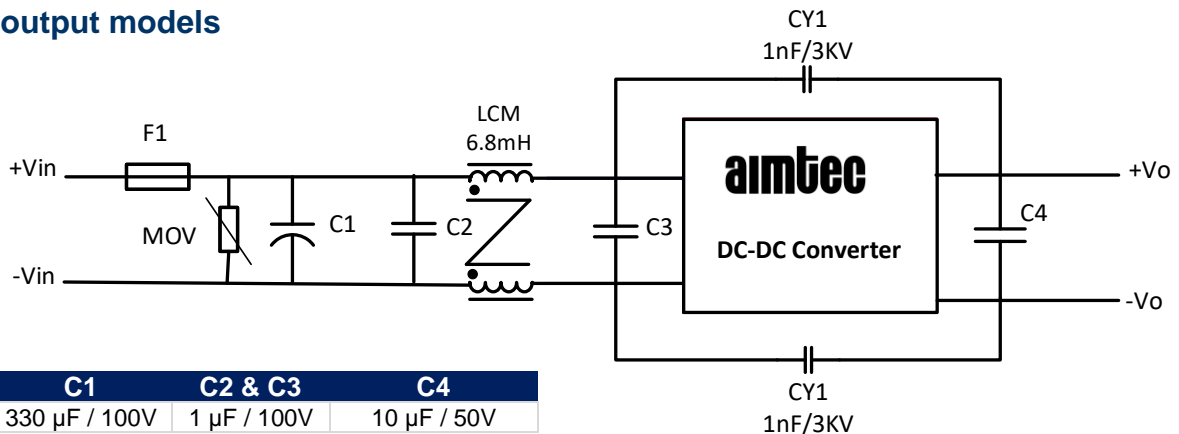 output models
CY1
1nF/3KV
LCM
6.8mH
F1
+Vin
aimtec
+Vo
MOV
C1
C2
C3
C4
DC-DC Converter
-Vin
-Vo
C1 C2 & C3 C4
330 µF / 100V 1 µF / 100V 10 µF / 50V
CY1
1nF/3KV